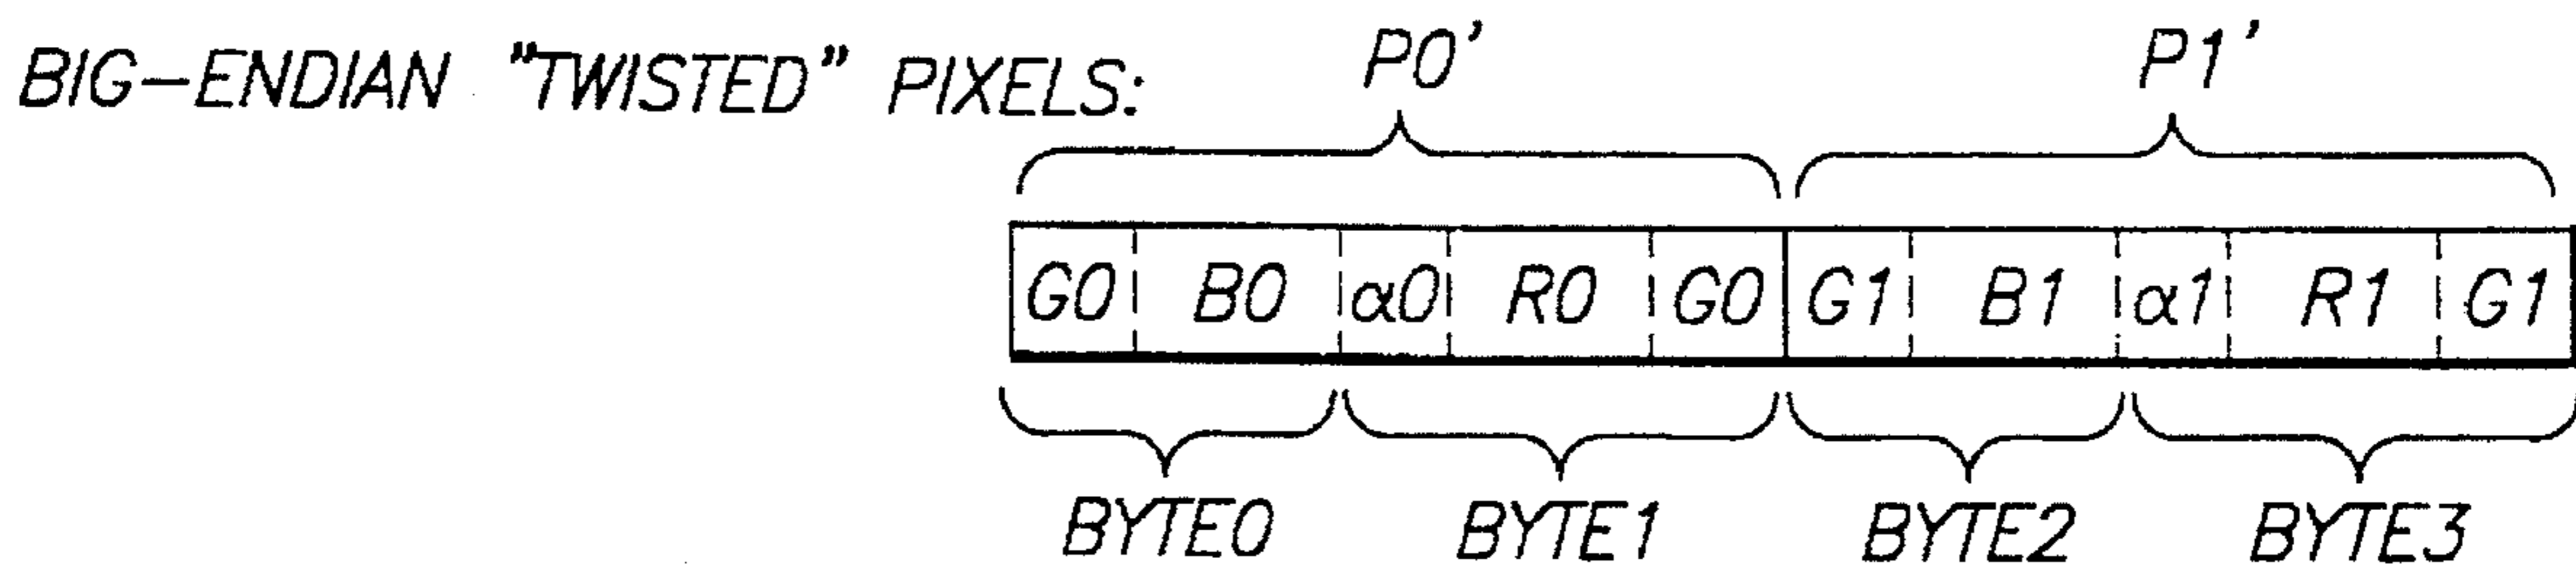 BIG-ENDIAN "TWISTED" PIXELS: P0' P1'
G0 B0 α0 R0 G0 G1 B1 α1 R1 G1
BYTE0 BYTE1 BYTE2 BYTE3